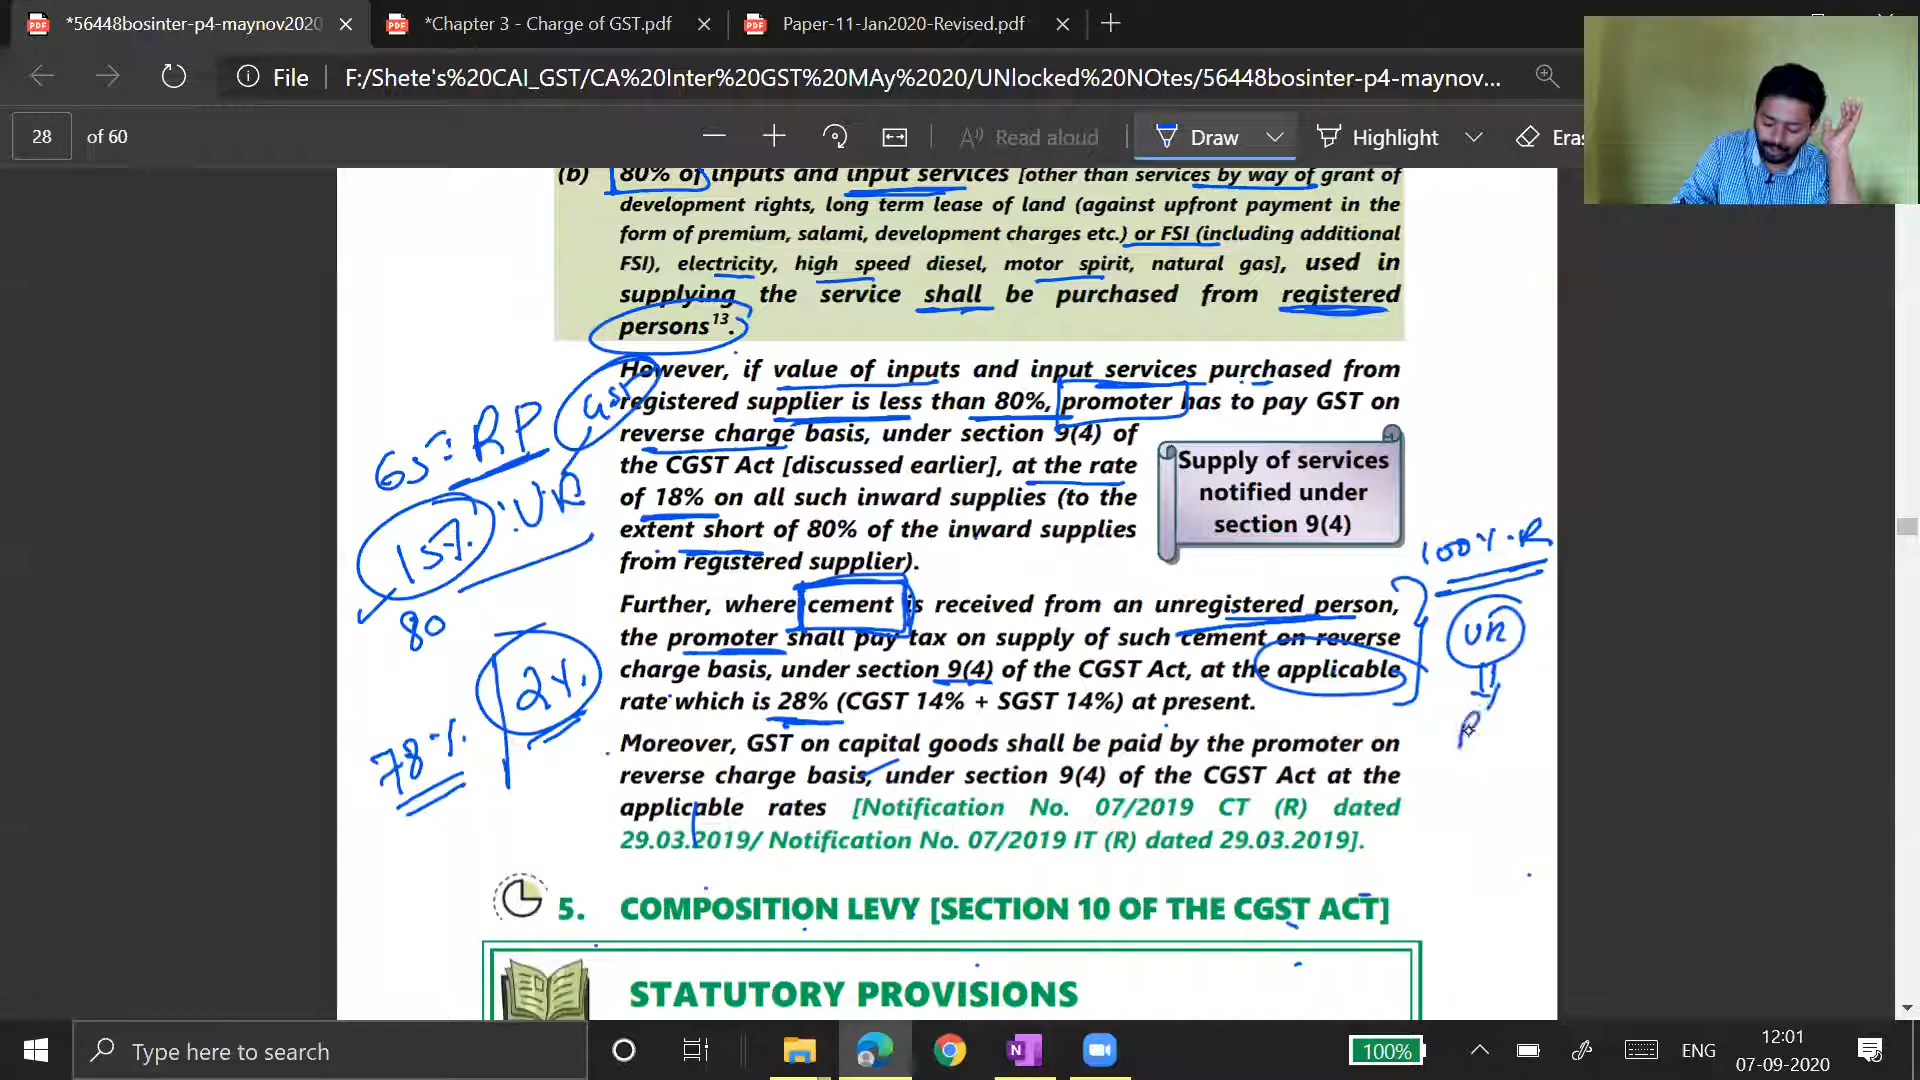 *56448bosinter-p4-maynov2020
*Chapter 3 - Charge of GST.pdf
Paper-11-Jan2020-Revised.pdf
File
F:/Shete's%20CAI_GST/CA%20Inter%20GST%20MAy%2020/UNlocked%20NOtes/56448bosinter-p4-maynov...
28 of 60
Read aloud
Draw
Highlight
Eras
(b) 80% of inputs and input services [other than services by way of grant of
development rights, long term lease of land (against upfront payment in the
form of premium, salami, development charges etc.) or FSI (including additional
FSI), electricity, high speed diesel, motor spirit, natural gas], used in
supplying the service shall be purchased from registered
persons13.
However, if value of inputs and input services purchased from
registered supplier is less than 80%, promoter has to pay GST on
reverse charge basis, under section 9(4) of
the CGST Act [discussed earlier], at the rate
of 18% on all such inward supplies (to the
extent short of 80% of the inward supplies
from registered supplier).
Supply of services
notified under
section 9(4)
Further, where cement is received from an unregistered person,
the promoter shall pay tax on supply of such cement on reverse
charge basis, under section 9(4) of the CGST Act, at the applicable
rate which is 28% (CGST 14% + SGST 14%) at present.
Moreover, GST on capital goods shall be paid by the promoter on
reverse charge basis, under section 9(4) of the CGST Act at the
applicable rates [Notification No. 07/2019 CT (R) dated
29.03.2019/ Notification No. 07/2019 IT (R) dated 29.03.2019].
GST
65 = RP
15% : UR
80
2%
78%
100% R
UR
5. COMPOSITION LEVY [SECTION 10 OF THE CGST ACT]
STATUTORY PROVISIONS
Type here to search
100%
ENG
12:01
07-09-2020